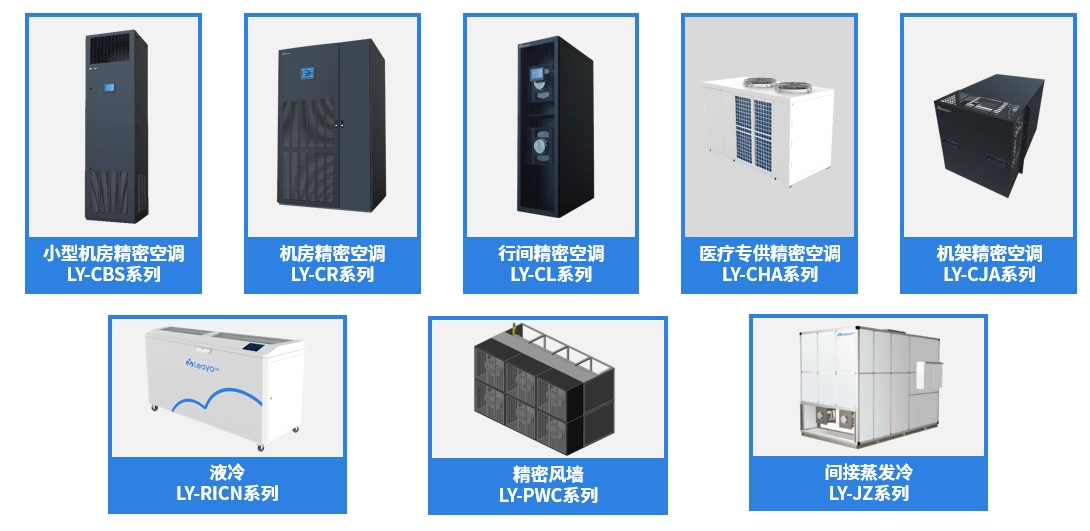 小型机房精密空调
LY-CBS系列
机房精密空调
LY-CR系列
行间精密空调
LY-CL系列
医疗专供精密空调
LY-CHA系列
机架精密空调
LY-CJA系列
Leayo
液冷
LY-RICN系列
精密风墙
LY-PWC系列
Leayo
间接蒸发冷
LY-JZ系列